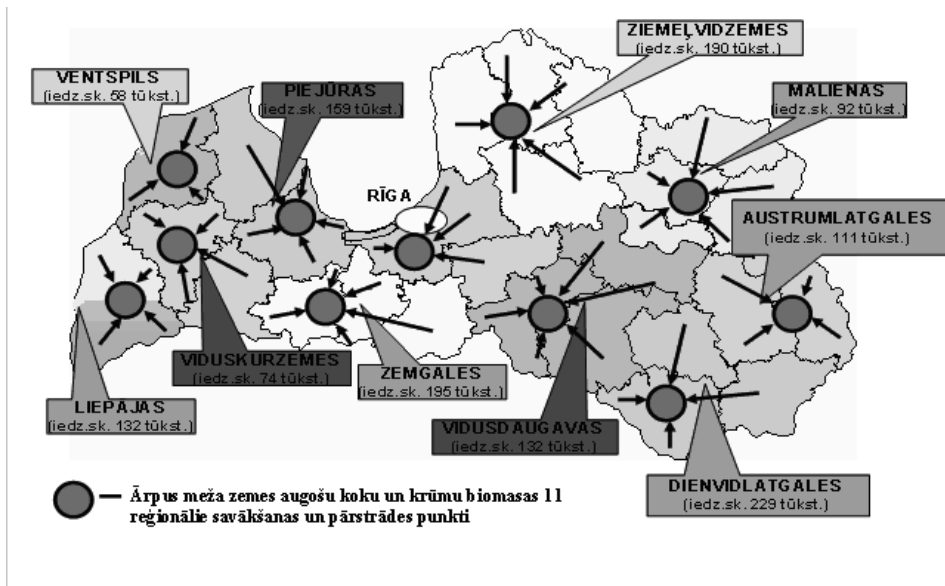 ZIEMEĻVIDZEMES
(iedz.sk. 190 tūkst.)
VENTSPILS
(iedz.sk. 58 tūkst.)
PIEJŪRAS
(iedz.sk. 159 tūkst.)
MALIENAS
(iedz.sk. 92 tūkst.)
RĪGA
AUSTRUMLATGALES
(iedz.sk. 111 tūkst.)
VIDUSKURZEMES
(iedz.sk. 74 tūkst.)
ZEMGALES
(iedz.sk. 195 tūkst.)
LIEPĀJAS
(iedz.sk. 132 tūkst.)
VIDUSDAUGAVAS
(iedz.sk. 132 tūkst.)
DIENVIDLATGALES
(iedz.sk. 229 tūkst.)
– Ārpus meža zemes augošu koku un krūmu biomasas 11
reģionālie savākšanas un pārstrādes punkti